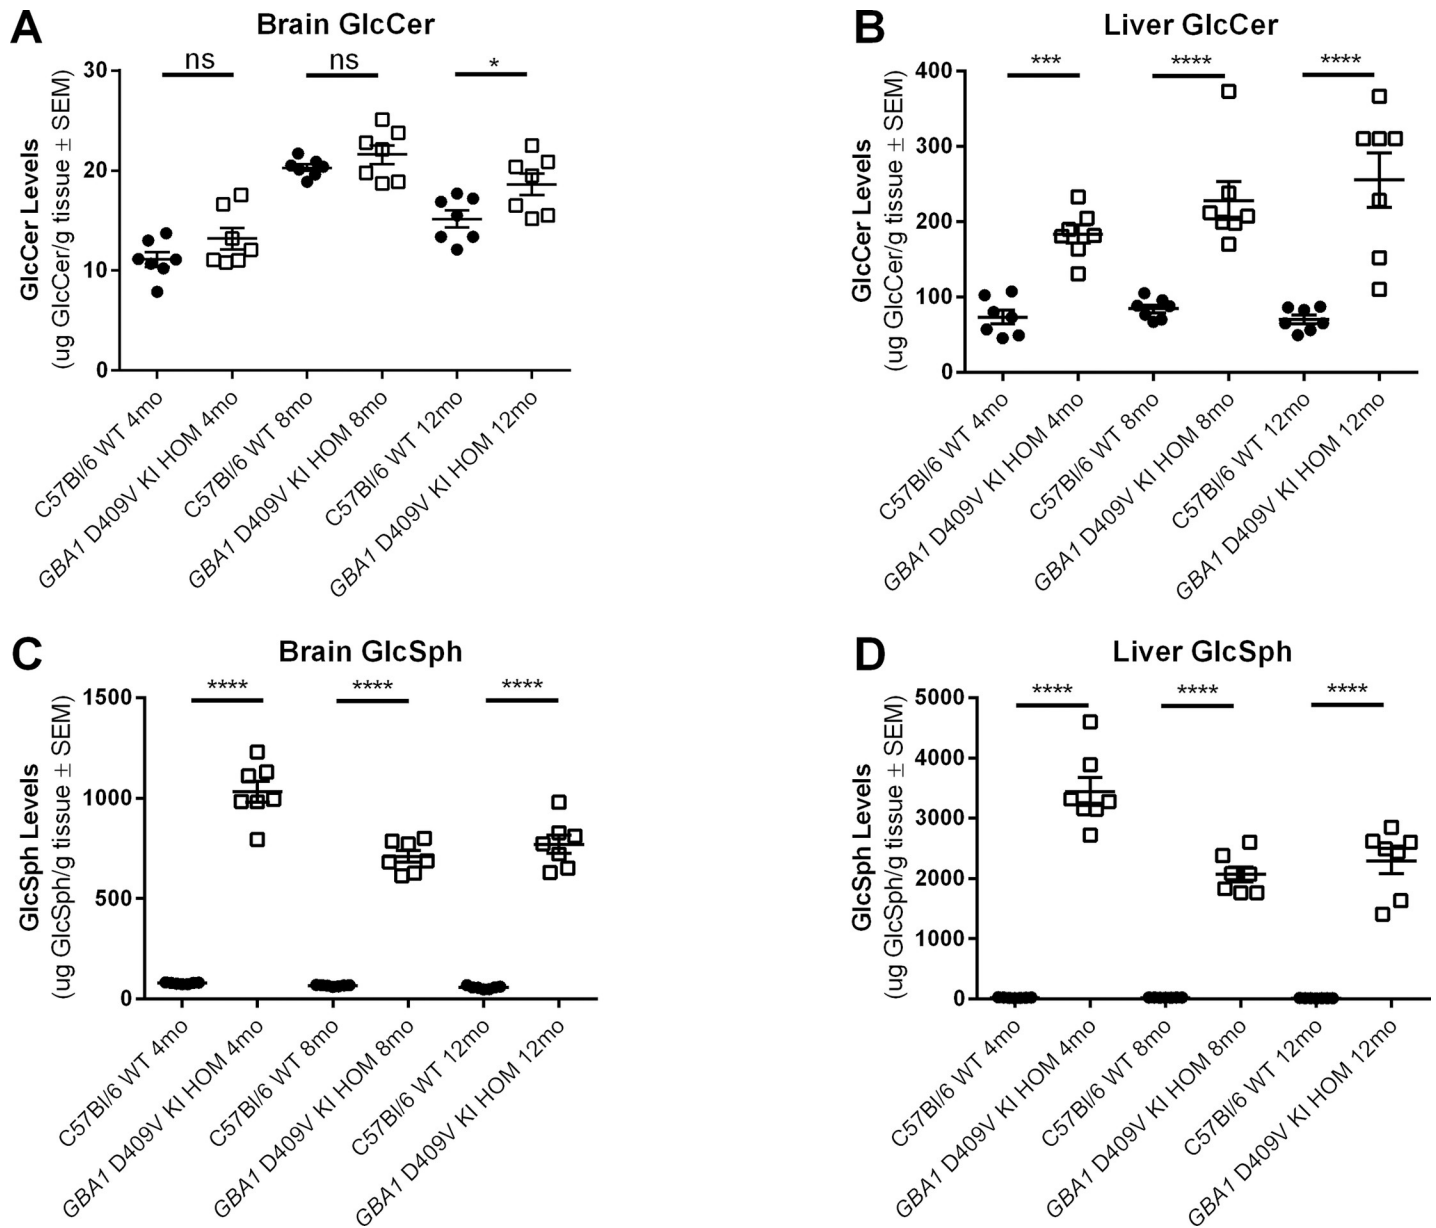 A
Brain GlcCer
ns
ns
*
GlcCer Levels
(ug GlcCer/g tissue ± SEM)
30
20
10
0
C57Bl/6 WT 4mo
GBA1 D409V KI HOM 4mo
C57Bl/6 WT 8mo
GBA1 D409V KI HOM 8mo
C57Bl/6 WT 12mo
GBA1 D409V KI HOM 12mo
B
Liver GlcCer
***
****
****
GlcCer Levels
(ug GlcCer/g tissue ± SEM)
400
300
200
100
0
C57Bl/6 WT 4mo
GBA1 D409V KI HOM 4mo
C57Bl/6 WT 8mo
GBA1 D409V KI HOM 8mo
C57Bl/6 WT 12mo
GBA1 D409V KI HOM 12mo
C
Brain GlcSph
****
****
****
GlcSph Levels
(ug GlcSph/g tissue ± SEM)
1500
1000
500
0
C57Bl/6 WT 4mo
GBA1 D409V KI HOM 4mo
C57Bl/6 WT 8mo
GBA1 D409V KI HOM 8mo
C57Bl/6 WT 12mo
GBA1 D409V KI HOM 12mo
D
Liver GlcSph
****
****
****
GlcSph Levels
(ug GlcSph/g tissue ± SEM)
5000
4000
3000
2000
1000
0
C57Bl/6 WT 4mo
GBA1 D409V KI HOM 4mo
C57Bl/6 WT 8mo
GBA1 D409V KI HOM 8mo
C57Bl/6 WT 12mo
GBA1 D409V KI HOM 12mo